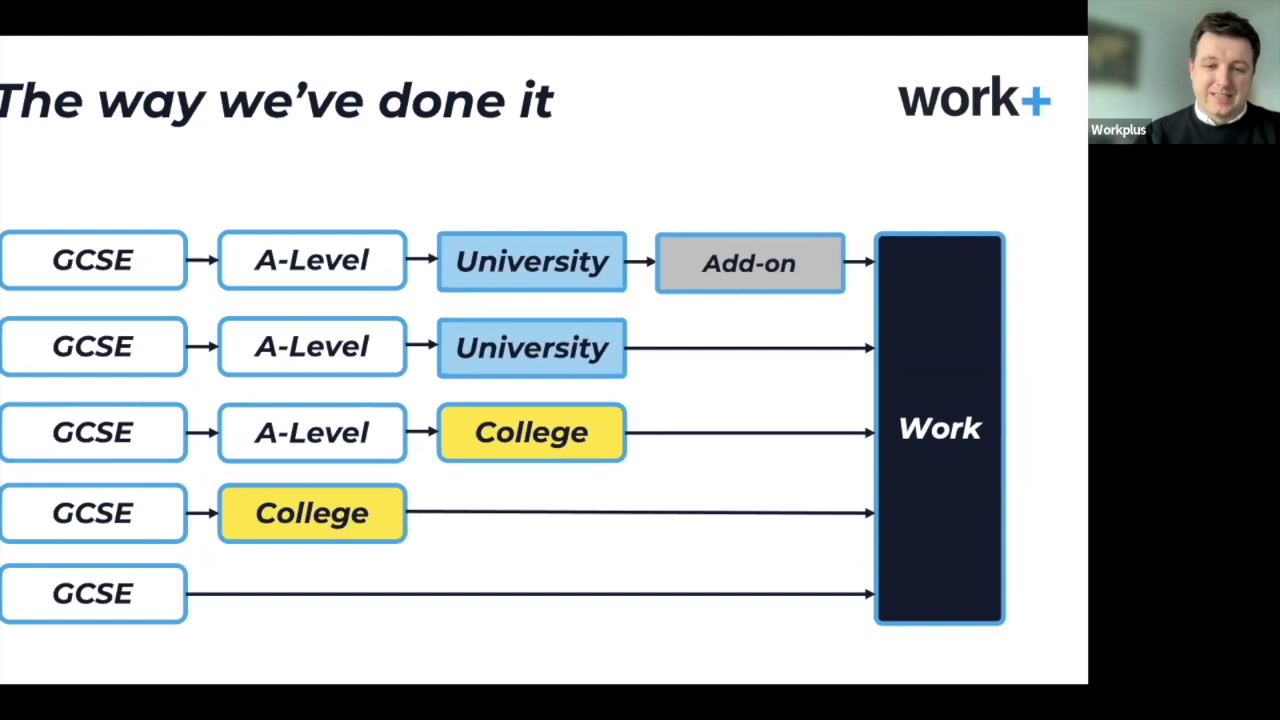 The way we've done it
work+
Workplus
GCSE
A-Level
University
Add-on
GCSE
A-Level
University
GCSE
A-Level
College
Work
GCSE
College
GCSE